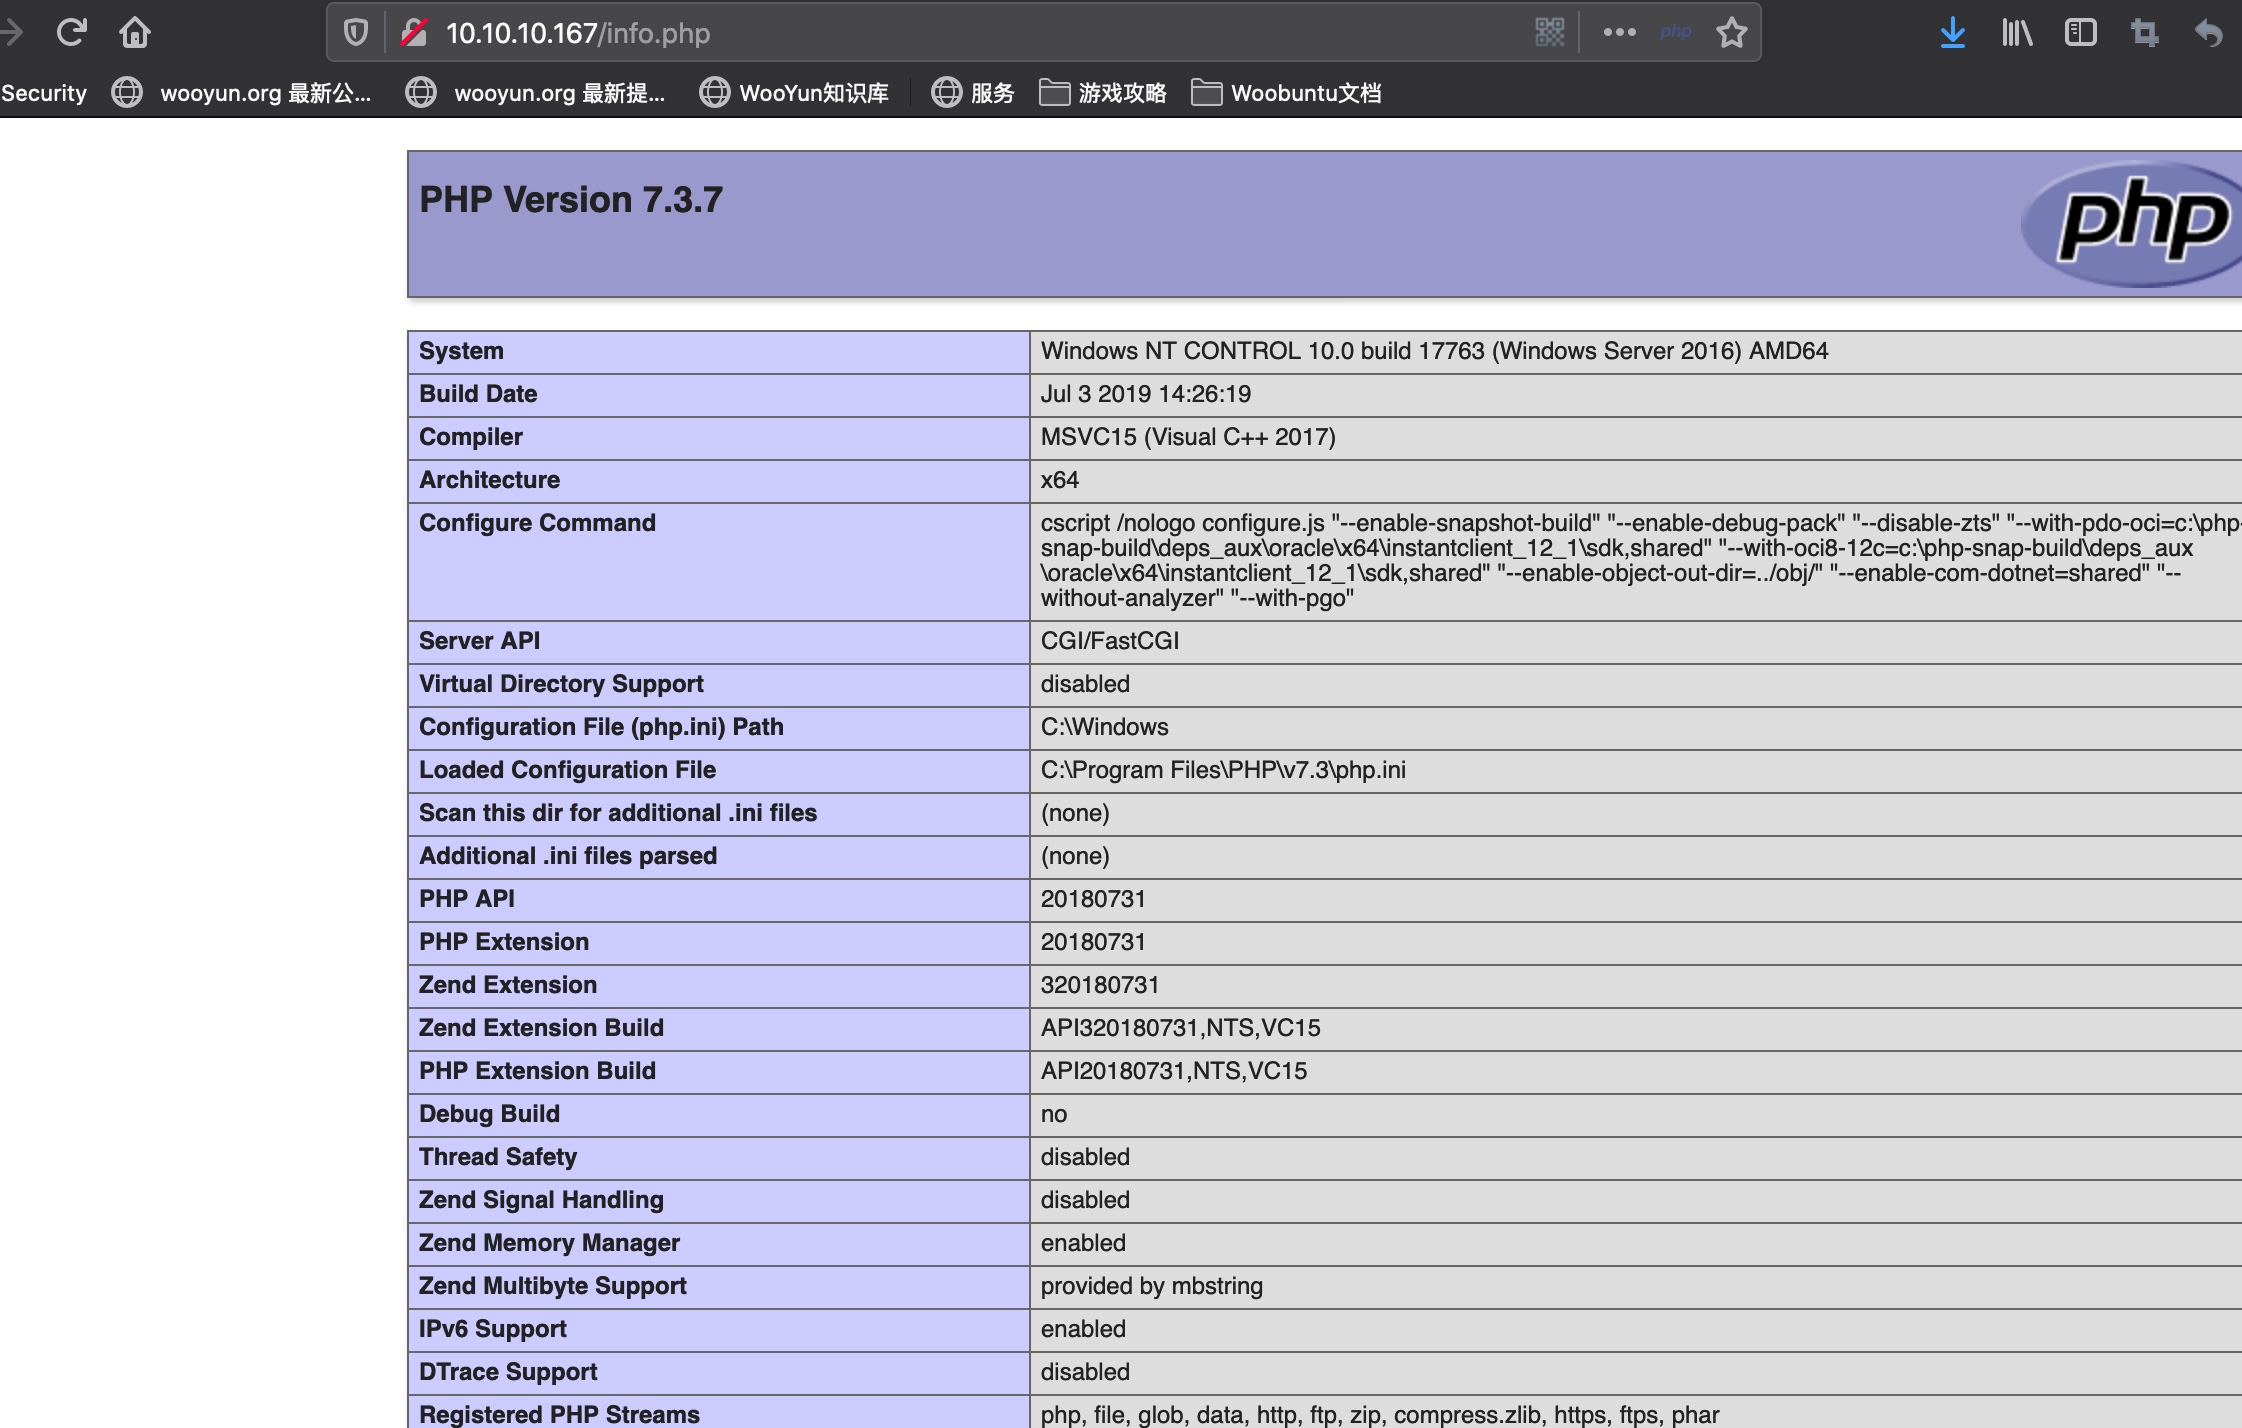 10.10.10.167/info.php
php
Security wooyun.org 最新公... wooyun.org 最新提... WooYun知识库 服务 游戏攻略 Woobuntu文档
PHP Version 7.3.7
php
System Windows NT CONTROL 10.0 build 17763 (Windows Server 2016) AMD64
Build Date Jul 3 2019 14:26:19
Compiler MSVC15 (Visual C++ 2017)
Architecture x64
Configure Command cscript /nologo configure.js "--enable-snapshot-build" "--enable-debug-pack" "--disable-zts" "--with-pdo-oci=c:\php-
snap-build\deps_aux\oracle\x64\instantclient_12_1\sdk,shared" "--with-oci8-12c=c:\php-snap-build\deps_aux
\oracle\x64\instantclient_12_1\sdk,shared" "--enable-object-out-dir=../obj/" "--enable-com-dotnet=shared" "--
without-analyzer" "--with-pgo"
Server API CGI/FastCGI
Virtual Directory Support disabled
Configuration File (php.ini) Path C:\Windows
Loaded Configuration File C:\Program Files\PHP\v7.3\php.ini
Scan this dir for additional .ini files (none)
Additional .ini files parsed (none)
PHP API 20180731
PHP Extension 20180731
Zend Extension 320180731
Zend Extension Build API320180731,NTS,VC15
PHP Extension Build API20180731,NTS,VC15
Debug Build no
Thread Safety disabled
Zend Signal Handling disabled
Zend Memory Manager enabled
Zend Multibyte Support provided by mbstring
IPv6 Support enabled
DTrace Support disabled
Registered PHP Streams php, file, glob, data, http, ftp, zip, compress.zlib, https, ftps, phar